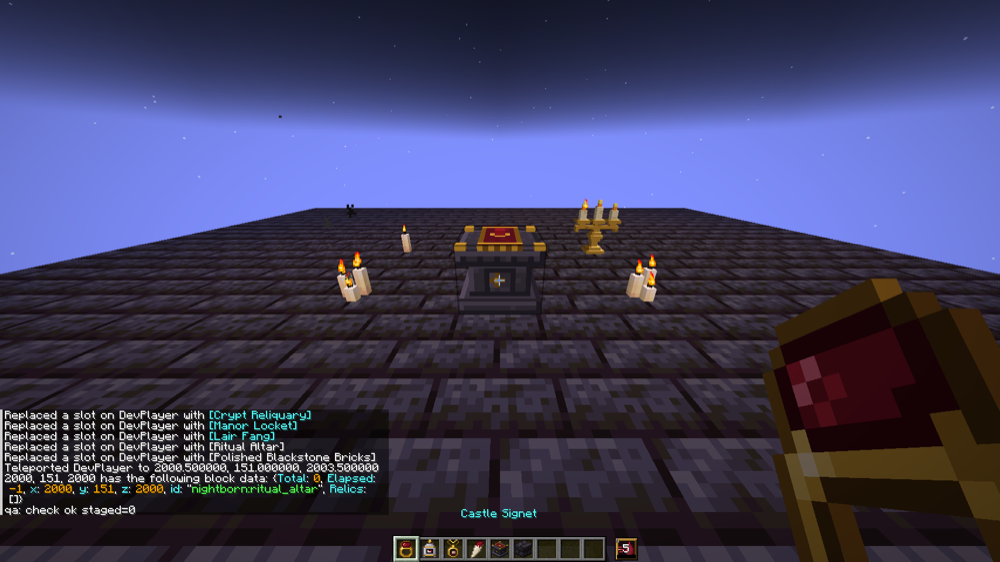 Replaced a slot on DevPlayer with [Crypt Reliquary]
Replaced a slot on DevPlayer with [Manor Locket]
Replaced a slot on DevPlayer with [Lair Fang]
Replaced a slot on DevPlayer with [Ritual Altar]
Replaced a slot on DevPlayer with [Polished Blackstone Bricks]
Teleported DevPlayer to 2000.500000, 151.000000, 2003.500000
2000, 151, 2000 has the following block data: {Total: 0, Elapsed:
-1, x: 2000, y: 151, z: 2000, id: "nightborn:ritual_altar", Relics:
[]}
qa: check ok staged=0
Castle Signet
5